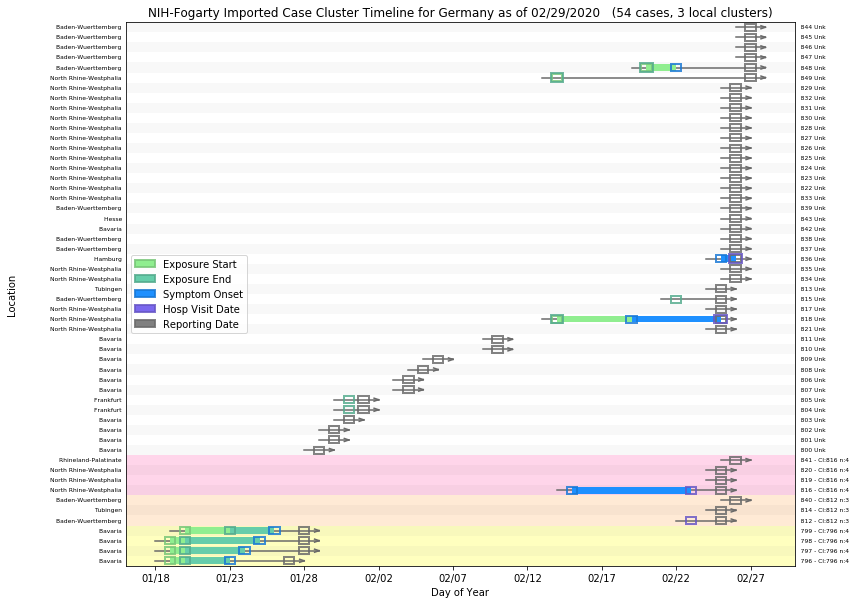 NIH-Fogarty Imported Case Cluster Timeline for Germany as of 02/29/2020   (54 cases, 3 local clusters)
Baden-Wuerttemberg 844 Unk
Baden-Wuerttemberg 845 Unk
Baden-Wuerttemberg 846 Unk
Baden-Wuerttemberg 847 Unk
Baden-Wuerttemberg 848 Unk
North Rhine-Westphalia 849 Unk
North Rhine-Westphalia 829 Unk
North Rhine-Westphalia 832 Unk
North Rhine-Westphalia 831 Unk
North Rhine-Westphalia 830 Unk
North Rhine-Westphalia 828 Unk
North Rhine-Westphalia 827 Unk
North Rhine-Westphalia 826 Unk
North Rhine-Westphalia 825 Unk
North Rhine-Westphalia 824 Unk
North Rhine-Westphalia 823 Unk
North Rhine-Westphalia 822 Unk
North Rhine-Westphalia 833 Unk
Baden-Wuerttemberg 839 Unk
Hesse 843 Unk
Bavaria 842 Unk
Baden-Wuerttemberg 838 Unk
Baden-Wuerttemberg 837 Unk
Hamburg 836 Unk
North Rhine-Westphalia 835 Unk
North Rhine-Westphalia 834 Unk
Tubingen 813 Unk
Baden-Wuerttemberg 815 Unk
North Rhine-Westphalia 817 Unk
North Rhine-Westphalia 818 Unk
North Rhine-Westphalia 821 Unk
Bavaria 811 Unk
Bavaria 810 Unk
Bavaria 809 Unk
Bavaria 808 Unk
Bavaria 806 Unk
Bavaria 807 Unk
Frankfurt 805 Unk
Frankfurt 804 Unk
Bavaria 803 Unk
Bavaria 802 Unk
Bavaria 801 Unk
Bavaria 800 Unk
Rhineland-Palatinate 841 - Cl:816 n:4
North Rhine-Westphalia 820 - Cl:816 n:4
North Rhine-Westphalia 819 - Cl:816 n:4
North Rhine-Westphalia 816 - Cl:816 n:4
Baden-Wuerttemberg 840 - Cl:812 n:3
Tubingen 814 - Cl:812 n:3
Baden-Wuerttemberg 812 - Cl:812 n:3
Bavaria 799 - Cl:796 n:4
Bavaria 798 - Cl:796 n:4
Bavaria 797 - Cl:796 n:4
Bavaria 796 - Cl:796 n:4
Exposure Start
Exposure End
Symptom Onset
Hosp Visit Date
Reporting Date
Location
01/18 01/23 01/28 02/02 02/07 02/12 02/17 02/22 02/27
Day of Year